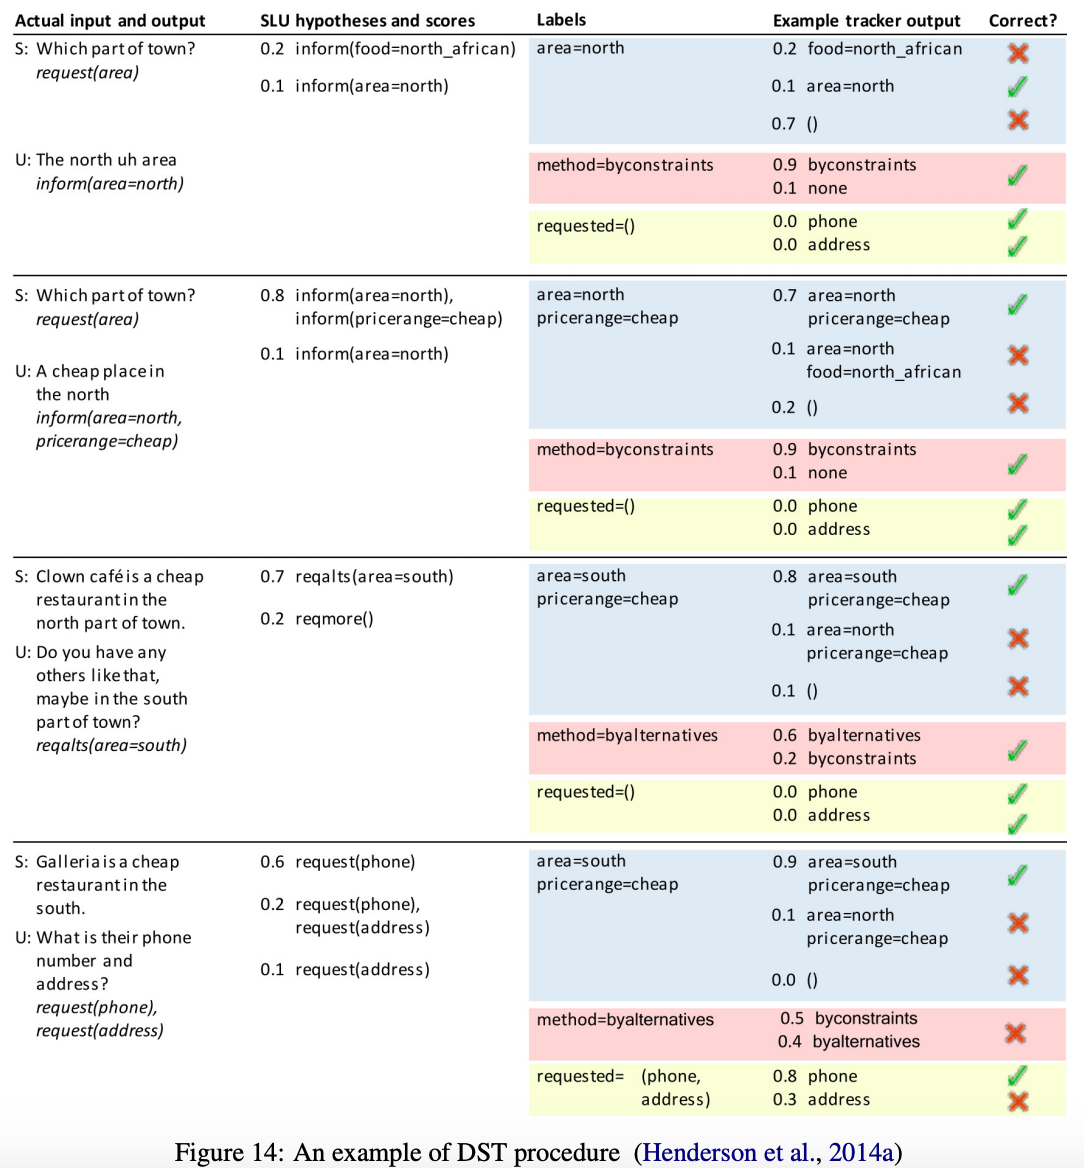 Actual input and output SLU hypotheses and scores Labels Example tracker output Correct?
S: Which part of town? 0.2 inform(food=north_african) area=north 0.2 food=north_african
request(area)
0.1 inform(area=north) 0.1 area=north
0.7 ()
U: The north uh area method=byconstraints 0.9 byconstraints
inform(area=north) 0.1 none
requested=() 0.0 phone
0.0 address
S: Which part of town? 0.8 inform(area=north), area=north 0.7 area=north
request(area) inform(pricerange=cheap) pricerange=cheap pricerange=cheap
0.1 inform(area=north) 0.1 area=north
U: A cheap place in food=north_african
the north
inform(area=north, 0.2 ()
pricerange=cheap)
method=byconstraints 0.9 byconstraints
0.1 none
requested=() 0.0 phone
0.0 address
S: Clown café is a cheap 0.7 reqalts(area=south) area=south 0.8 area=south
restaurant in the pricerange=cheap pricerange=cheap
north part of town. 0.2 reqmore()
0.1 area=north
U: Do you have any pricerange=cheap
others like that,
maybe in the south 0.1 ()
part of town?
reqalts(area=south) method=byalternatives 0.6 byalternatives
0.2 byconstraints
requested=() 0.0 phone
0.0 address
S: Galleria is a cheap 0.6 request(phone) area=south 0.9 area=south
restaurant in the pricerange=cheap pricerange=cheap
south. 0.2 request(phone),
request(address) 0.1 area=north
U: What is their phone pricerange=cheap
number and
address? 0.1 request(address) 0.0 ()
request(phone),
request(address) method=byalternatives 0.5 byconstraints
0.4 byalternatives
requested= (phone, 0.8 phone
address) 0.3 address
Figure 14: An example of DST procedure (Henderson et al., 2014a)